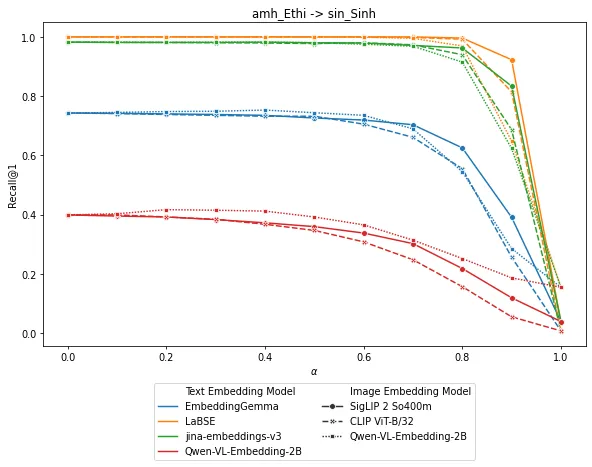 amh_Ethi -> sin_Sinh
Recall@1
1.0
0.8
0.6
0.4
0.2
0.0
0.0 0.2 0.4 0.6 0.8 1.0
α
Text Embedding Model
EmbeddingGemma
LaBSE
jina-embeddings-v3
Qwen-VL-Embedding-2B
Image Embedding Model
SigLIP 2 So400m
CLIP ViT-B/32
Qwen-VL-Embedding-2B